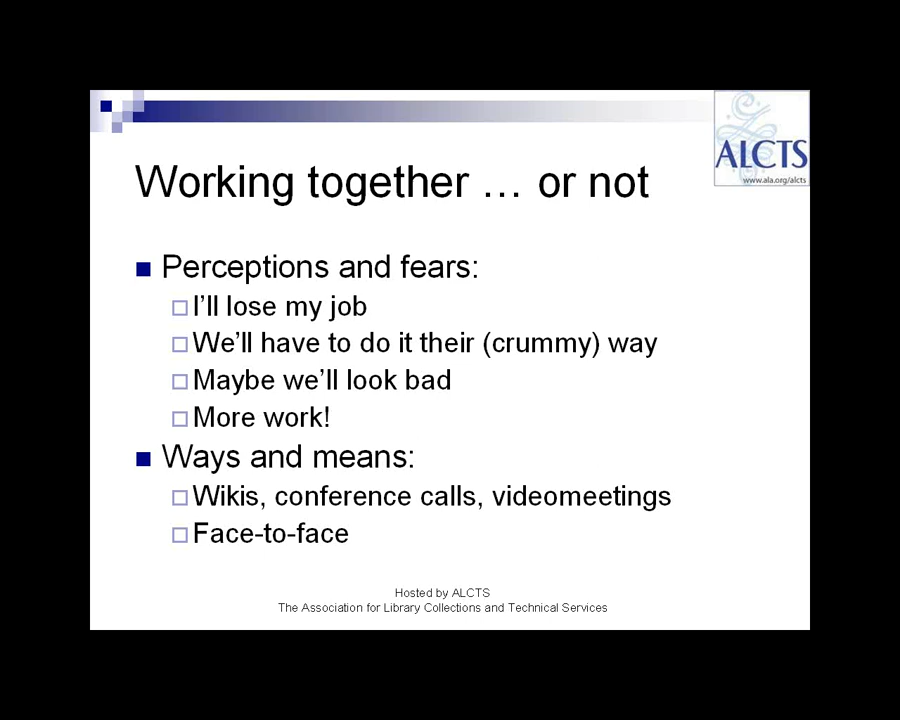 ALCTS
www.ala.org/alcts
Working together … or not
Perceptions and fears:
I'll lose my job
We'll have to do it their (crummy) way
Maybe we'll look bad
More work!
Ways and means:
Wikis, conference calls, videomeetings
Face-to-face
Hosted by ALCTS
The Association for Library Collections and Technical Services